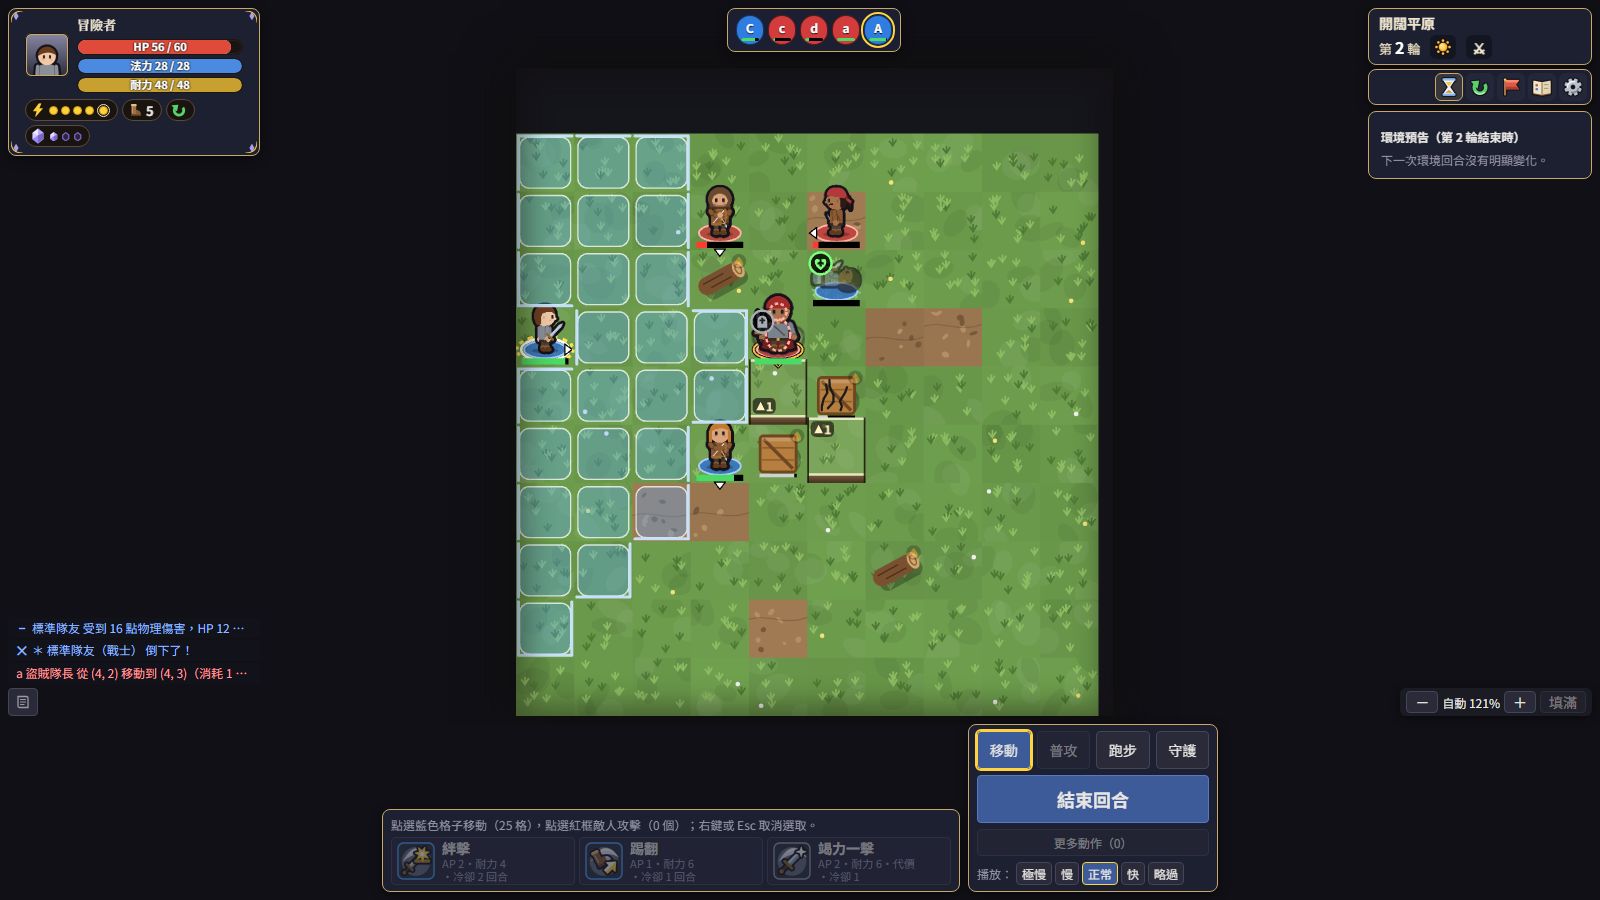 冒險者
HP 56 / 60
法力 28 / 28
耐力 48 / 48
5
C c d a A
開闊平原
第 2 輪
環境預告（第 2 輪結束時）
下一次環境回合沒有明顯變化。
▲1
▲1
– 標準隊友 受到 16 點物理傷害，HP 12 …
✕ ＊ 標準隊友（戰士） 倒下了！
a 盜賊隊長 從 (4, 2) 移動到 (4, 3)（消耗 1 …
− 自動 121% + 填滿
移動 普攻 跑步 守護
結束回合
更多動作（0）
播放： 極慢 慢 正常 快 略過
點選藍色格子移動（25 格），點選紅框敵人攻擊（0 個）；右鍵或 Esc 取消選取。
絆擊
AP 2・耐力 4
・冷卻 2 回合
踢翻
AP 1・耐力 6
・冷卻 1 回合
竭力一擊
AP 2・耐力 6・代價
・冷卻 1